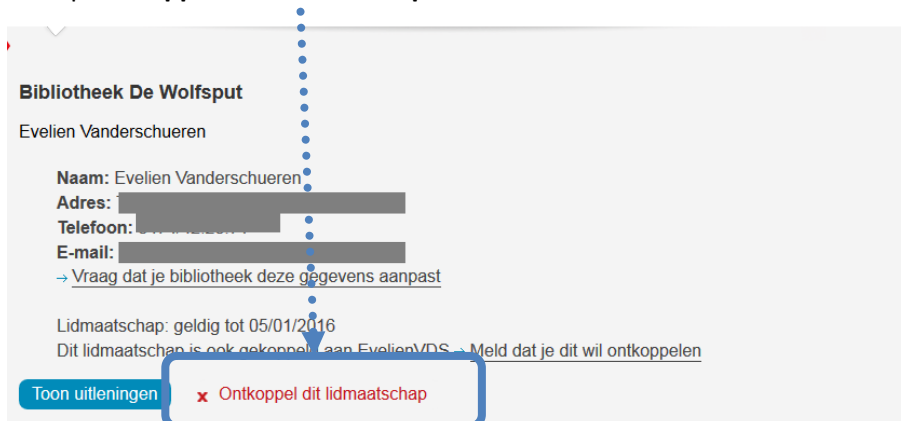 Bibliotheek De Wolfsput
Evelien Vanderschueren
Naam: Evelien Vanderschueren
Adres:
Telefoon:
E-mail:
→ Vraag dat je bibliotheek deze gegevens aanpast
Lidmaatschap: geldig tot 05/01/2016
Dit lidmaatschap is ook gekoppeld aan EvelienVDS → Meld dat je dit wil ontkoppelen
Toon uitleningen x Ontkoppel dit lidmaatschap